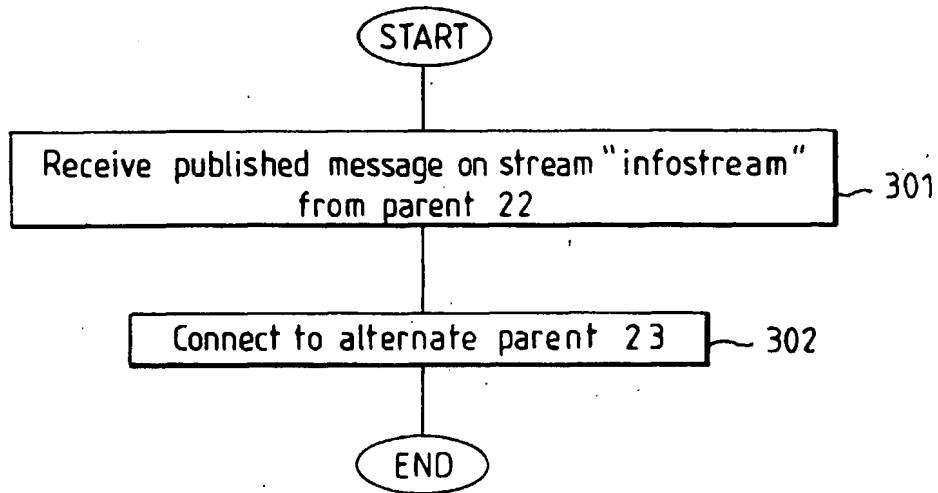 START
Receive published message on stream "infostream"
from parent 22
301
Connect to alternate parent 23
302
END